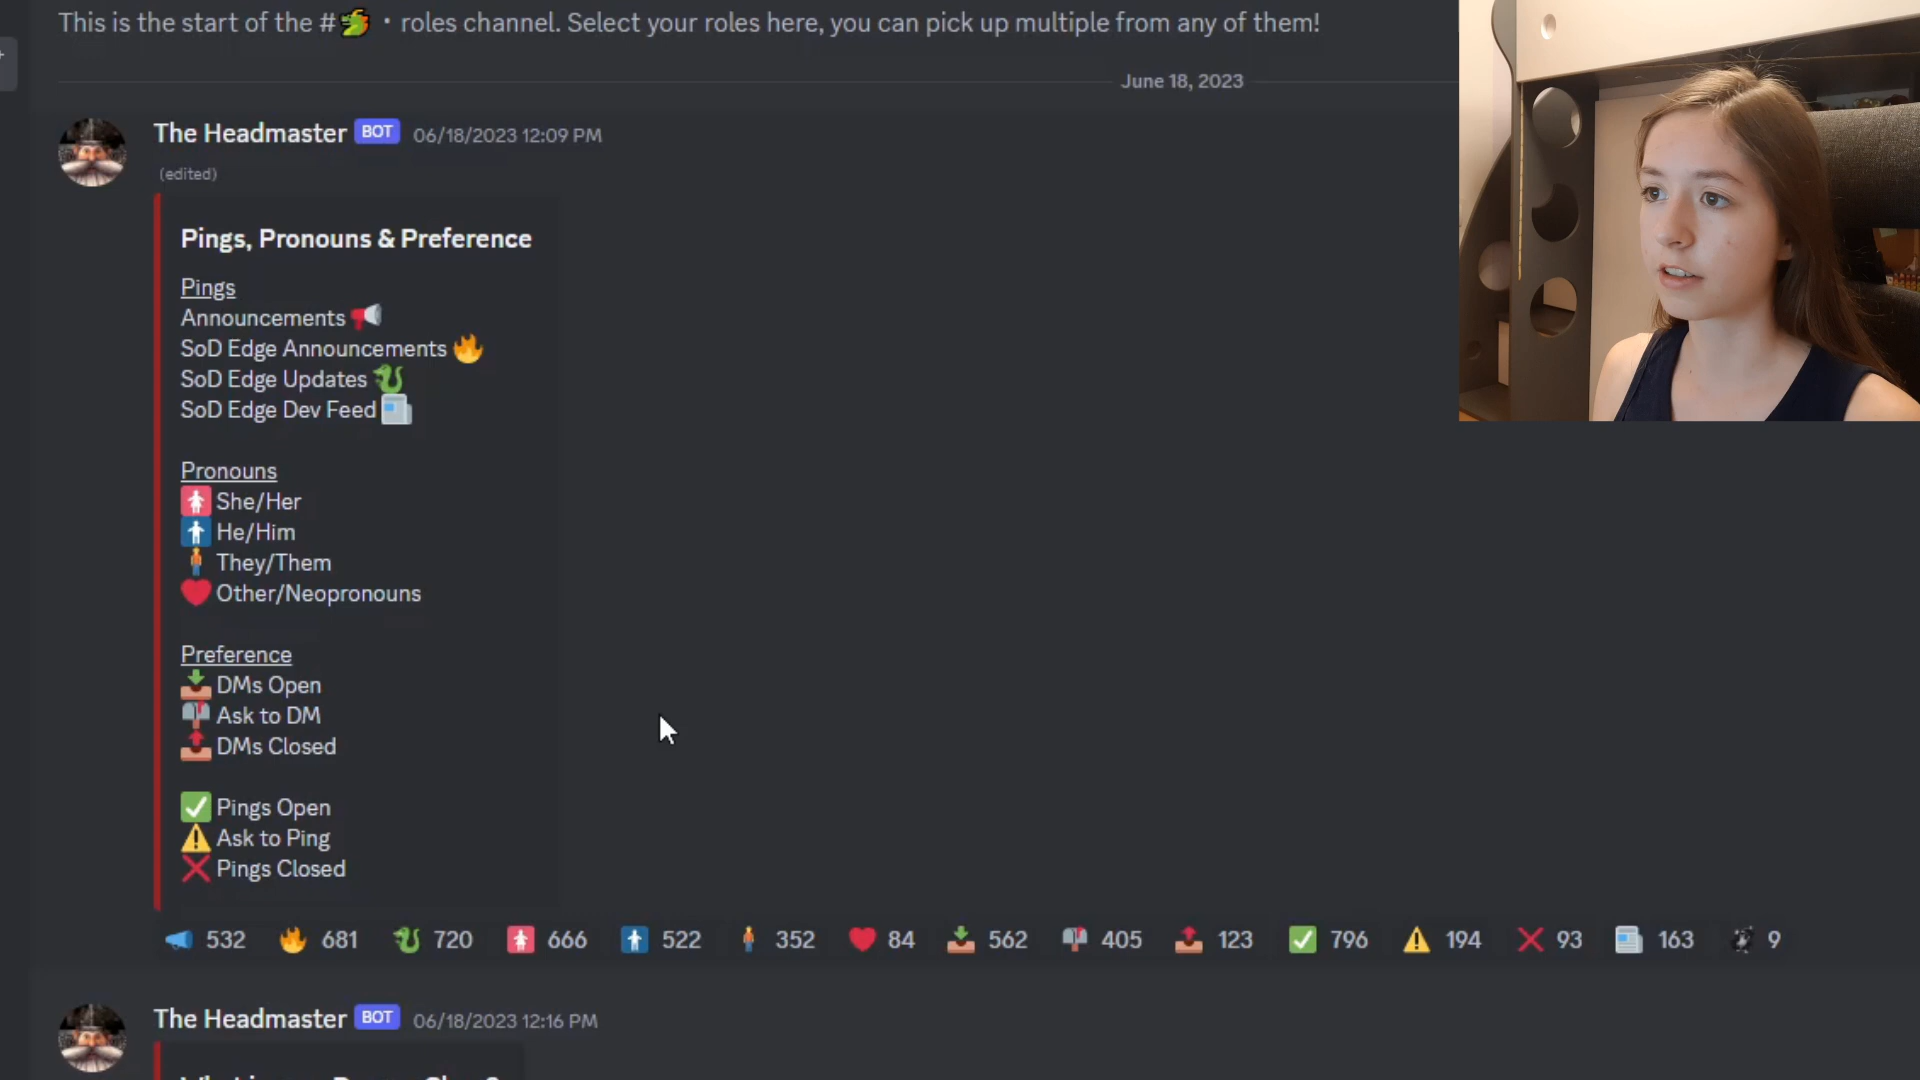 This is the start of the # • roles channel. Select your roles here, you can pick up multiple from any of them!
June 18, 2023
The Headmaster BOT 06/18/2023 12:09 PM
(edited)
Pings, Pronouns & Preference
Pings
Announcements
SoD Edge Announcements
SoD Edge Updates
SoD Edge Dev Feed
Pronouns
She/Her
He/Him
They/Them
Other/Neopronouns
Preference
DMs Open
Ask to DM
DMs Closed
Pings Open
Ask to Ping
Pings Closed
532 681 720 666 522 352 84 562 405 123 796 194 93 163 9
The Headmaster BOT 06/18/2023 12:16 PM